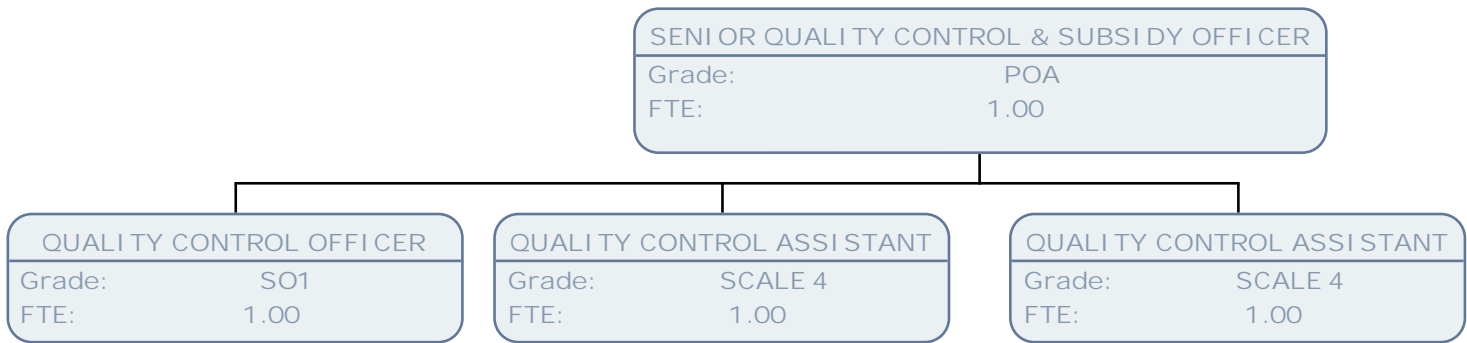 SENIOR QUALITY CONTROL & SUBSIDY OFFICER
Grade: POA
FTE: 1.00
QUALITY CONTROL OFFICER
Grade: SO1
FTE: 1.00
QUALITY CONTROL ASSISTANT
Grade: SCALE 4
FTE: 1.00
QUALITY CONTROL ASSISTANT
Grade: SCALE 4
FTE: 1.00